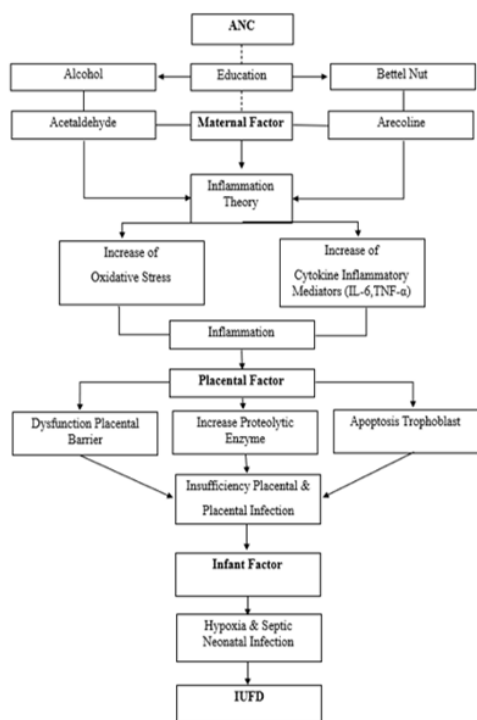 ANC
Alcohol
Education
Bettel Nut
Acetaldehyde
Maternal Factor
Arecoline
Inflammation
Theory
Increase of
Oxidative Stress
Increase of
Cytokine Inflammatory
Mediators (IL-6,TNF-α)
Inflammation
Placental Factor
Dysfunction Placental
Barrier
Increase Proteolytic
Enzyme
Apoptosis Trophoblast
Insufficiency Placental &
Placental Infection
Infant Factor
Hypoxia & Septic
Neonatal Infection
IUFD